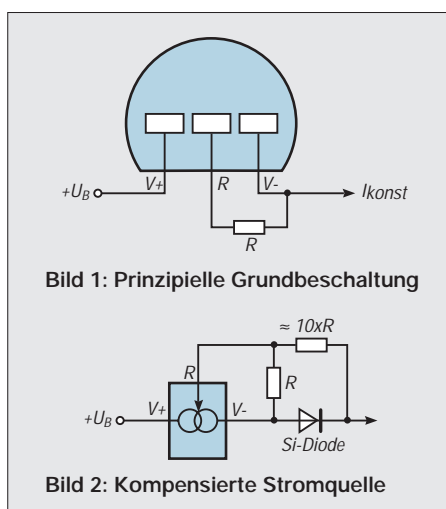 +UB V+ R V- Ikonst
R
Bild 1: Prinzipielle Grundbeschaltung
≈ 10xR
R R
+UB V+ V-
Si-Diode
Bild 2: Kompensierte Stromquelle